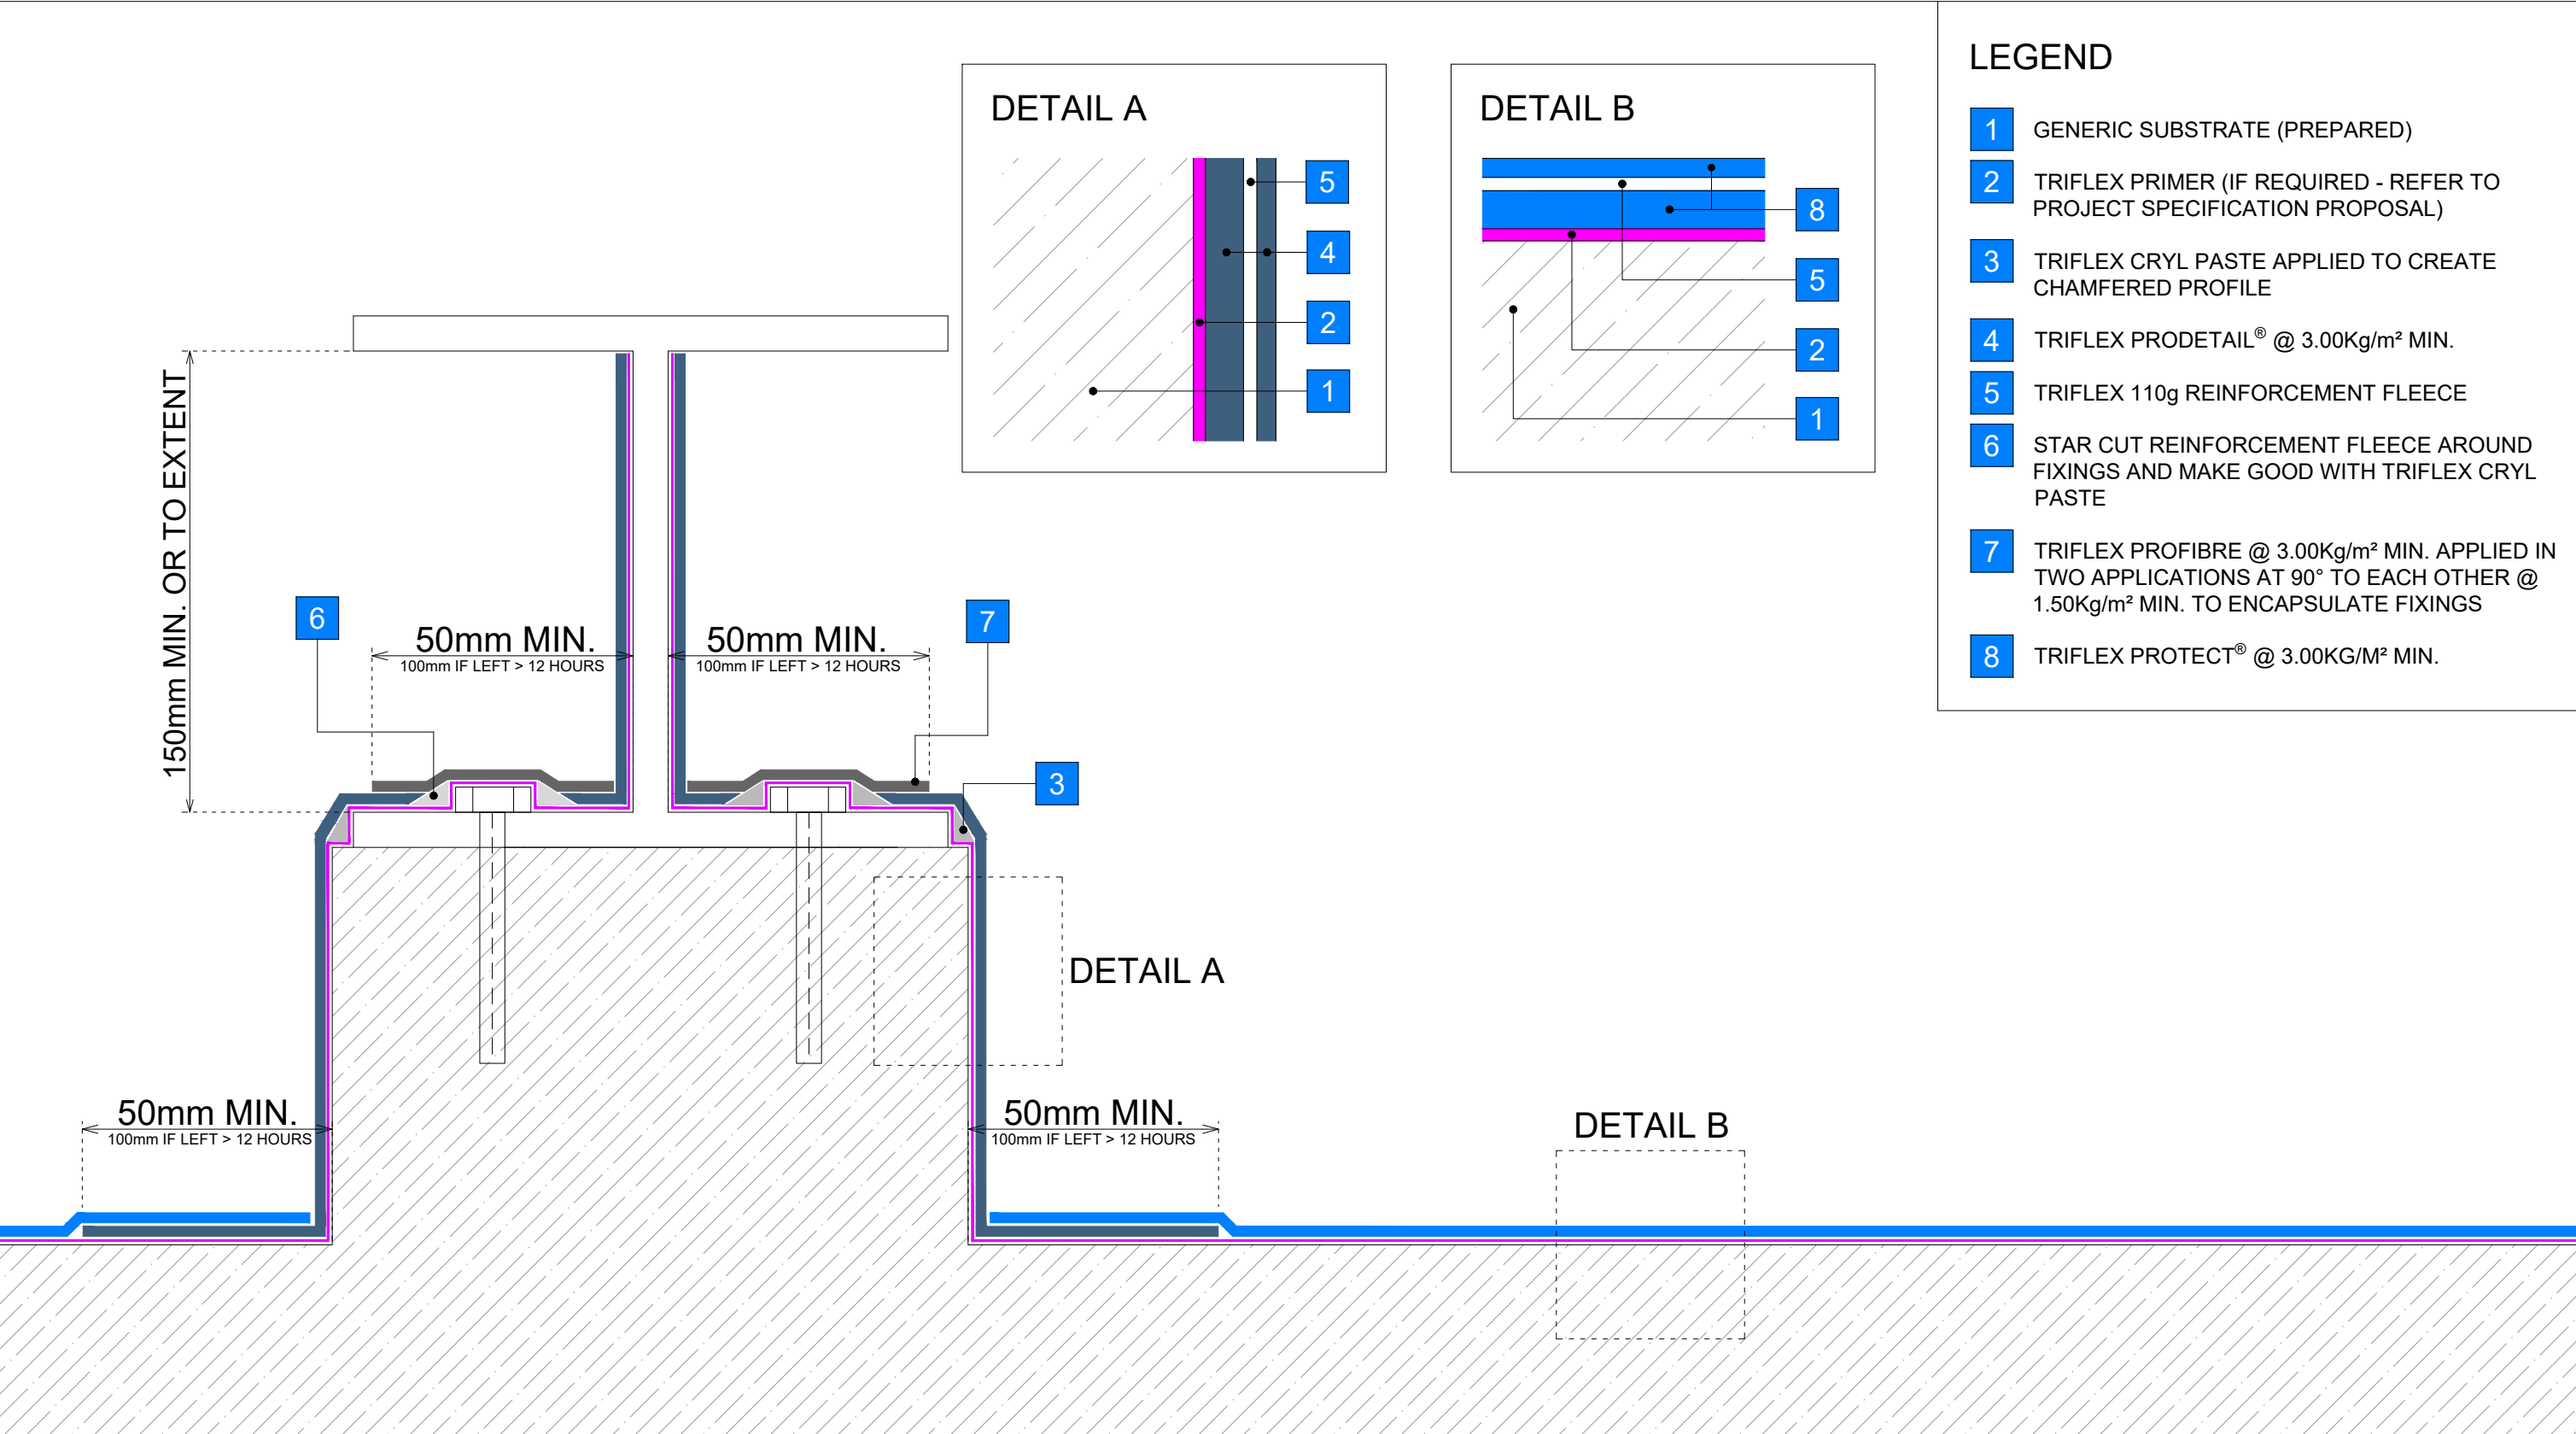 DETAIL A
5
4
2
1
DETAIL B
8
5
2
1
LEGEND
1 GENERIC SUBSTRATE (PREPARED)
2 TRIFLEX PRIMER (IF REQUIRED - REFER TO
PROJECT SPECIFICATION PROPOSAL)
3 TRIFLEX CRYL PASTE APPLIED TO CREATE
CHAMFERED PROFILE
4 TRIFLEX PRODETAIL® @ 3.00Kg/m² MIN.
5 TRIFLEX 110g REINFORCEMENT FLEECE
6 STAR CUT REINFORCEMENT FLEECE AROUND
FIXINGS AND MAKE GOOD WITH TRIFLEX CRYL
PASTE
7 TRIFLEX PROFIBRE @ 3.00Kg/m² MIN. APPLIED IN
TWO APPLICATIONS AT 90° TO EACH OTHER @
1.50Kg/m² MIN. TO ENCAPSULATE FIXINGS
8 TRIFLEX PROTECT® @ 3.00KG/M² MIN.
150mm MIN. OR TO EXTENT
6
50mm MIN.
100mm IF LEFT > 12 HOURS
50mm MIN.
100mm IF LEFT > 12 HOURS
7
3
DETAIL A
50mm MIN.
100mm IF LEFT > 12 HOURS
50mm MIN.
100mm IF LEFT > 12 HOURS
DETAIL B